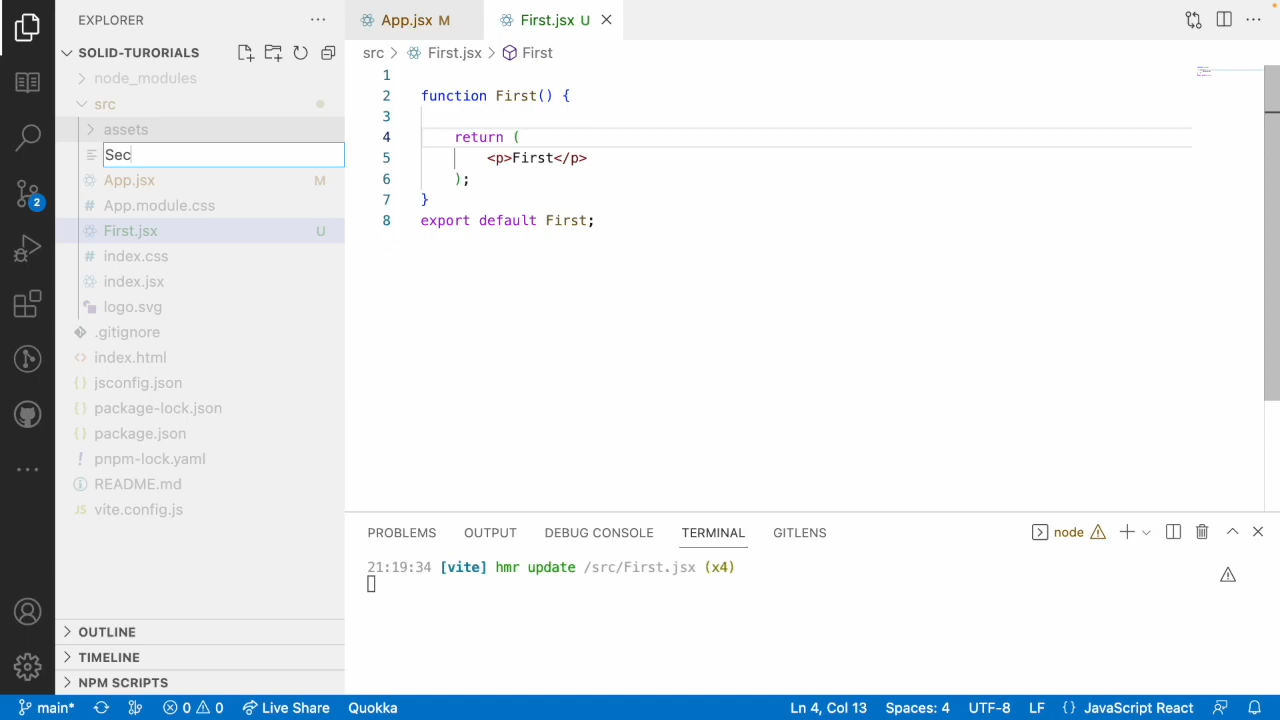 EXPLORER
SOLID-TURORIALS
node_modules
src
assets
Sec
App.jsx M
App.module.css
First.jsx U
index.css
index.jsx
logo.svg
.gitignore
<> index.html
{} jsconfig.json
{} package-lock.json
{} package.json
! pnpm-lock.yaml
README.md
JS vite.config.js
OUTLINE
TIMELINE
NPM SCRIPTS
2
App.jsx M
First.jsx U
src > First.jsx > First
1
2 function First() {
3
4 return (
5 <p>First</p>
6 );
7 }
8 export default First;
PROBLEMS OUTPUT DEBUG CONSOLE TERMINAL GITLENS
node
21:19:34 [vite] hmr update /src/First.jsx (x4)
main* 0 0 Live Share Quokka Ln 4, Col 13 Spaces: 4 UTF-8 LF {} JavaScript React